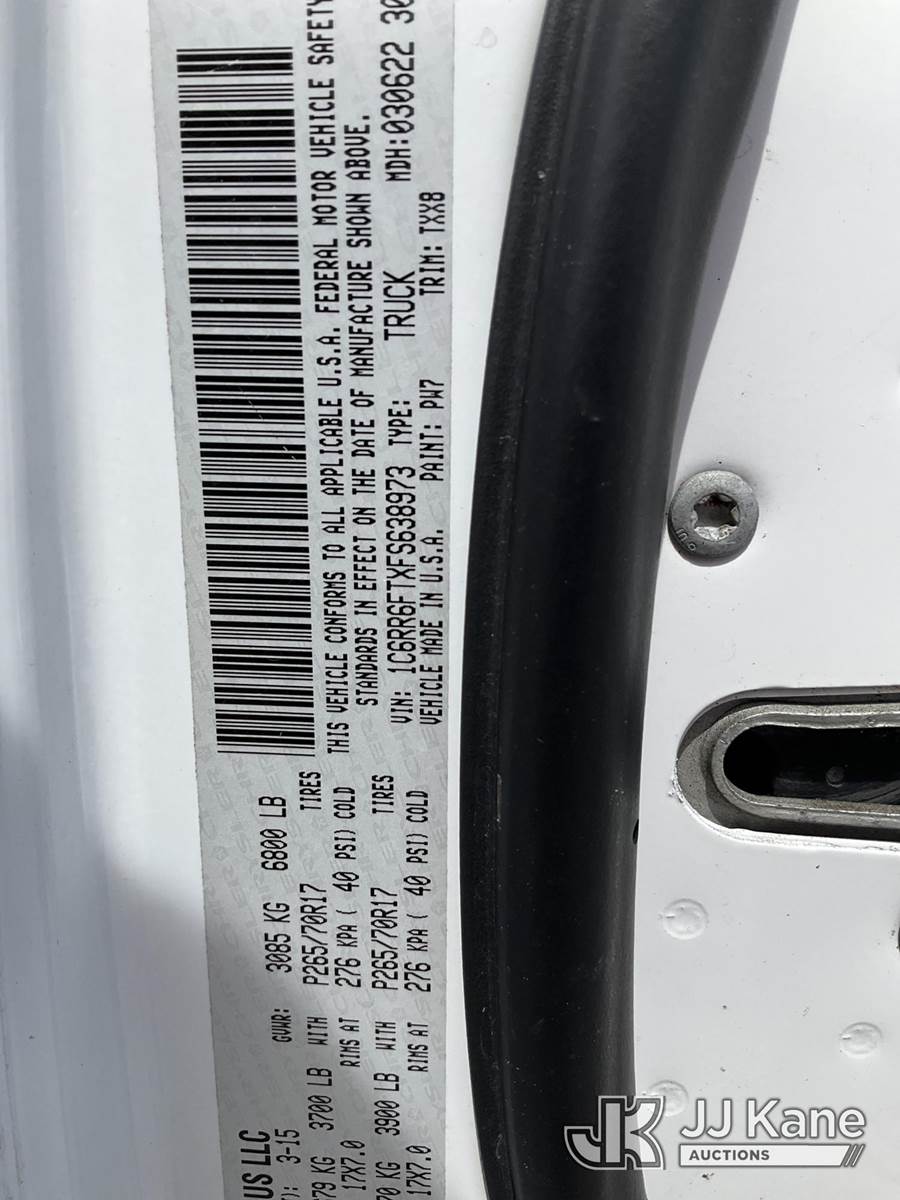 US LLC
): 3-15 GVWR: 3085 KG 6800 LB
79 KG 3700 LB WITH P265/70R17 TIRES
17X7.0 RIMS AT 276 KPA ( 40 PSI) COLD
70 KG 3900 LB WITH P265/70R17 TIRES
17X7.0 RIMS AT 276 KPA ( 40 PSI) COLD
THIS VEHICLE CONFORMS TO ALL APPLICABLE U.S.A. FEDERAL MOTOR VEHICLE SAFETY
STANDARDS IN EFFECT ON THE DATE OF MANUFACTURE SHOWN ABOVE.
VIN: 1C6RR6FTXFS638973 TYPE: TRUCK MDH:030622 30
VEHICLE MADE IN U.S.A. PAINT: PW7 TRIM: TXX8
JK JJ Kane
AUCTIONS